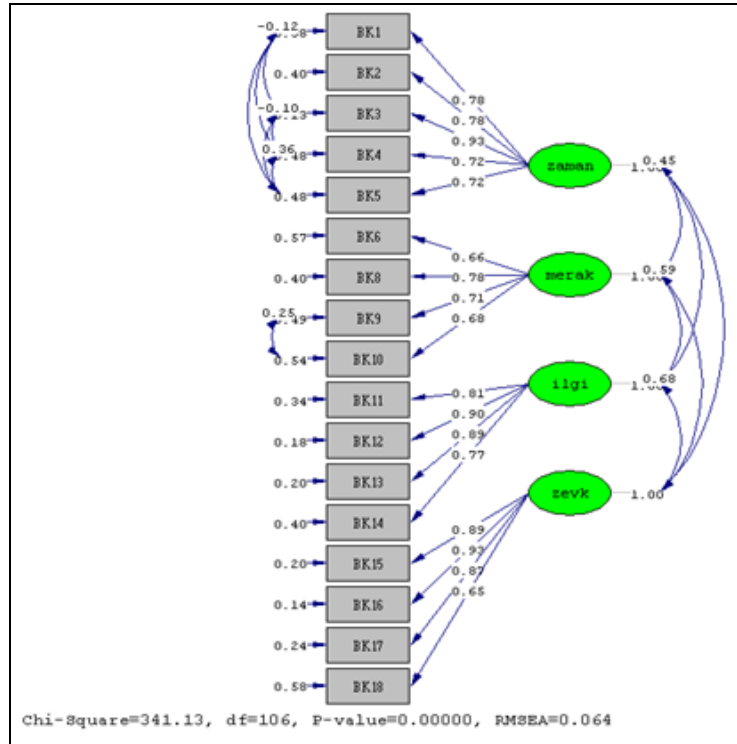 -0.12
BK1
BK2
0.40
-0.10
BK3
0.36
BK4
0.48
BK5
0.57
BK6
0.40
BK8
0.25
BK9
0.54
BK10
0.34
BK11
0.18
BK12
0.20
BK13
0.40
BK14
0.20
BK15
0.14
BK16
0.24
BK17
0.58
BK18
0.78
0.78
0.93
0.72
0.72
0.66
0.78
0.71
0.68
0.81
0.90
0.89
0.77
0.89
0.93
0.87
0.65
zaman
0.45
merak
0.59
ilgi
0.68
zevk
1.00
Chi-Square=341.13, df=106, P-value=0.00000, RMSEA=0.064